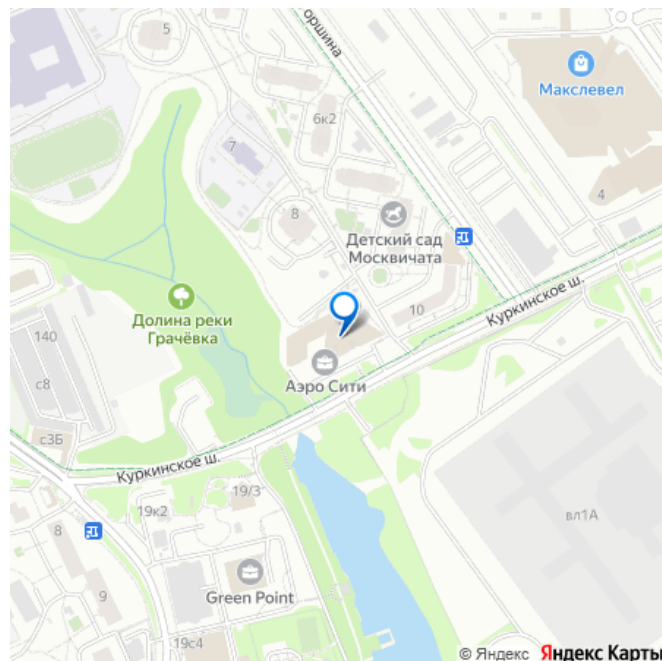 5
оршина
Макслевел
6к2
7
4
8
Детский сад
Москвичата
Долина реки
Грачёвка
10
Куркинское ш.
140
с8
Аэро Сити
с3Б
Куркинское ш.
19/3
19к2
вл1А
8
Green Point
9
19с4
© Яндекс Яндекс Карты